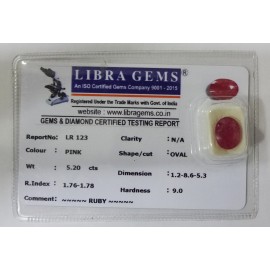 LIBRA GEMS®
An ISO Certified Gems Company 9001 - 2015
Registered Under the Trade Marks with Govt. of India
website : www.libragems.co.in
GEMS & DIAMOND CERTIFIED TESTING REPORT
ReportNo : LR 123 Clarity : N/A
Colour : PINK Shape/cut : OVAL
Wt : 5.20 cts Dimension : 1.2-8.6-5.3
R.Index : 1.76-1.78 Hardness : 9.0
Comment : ~~~~~ RUBY ~~~~~